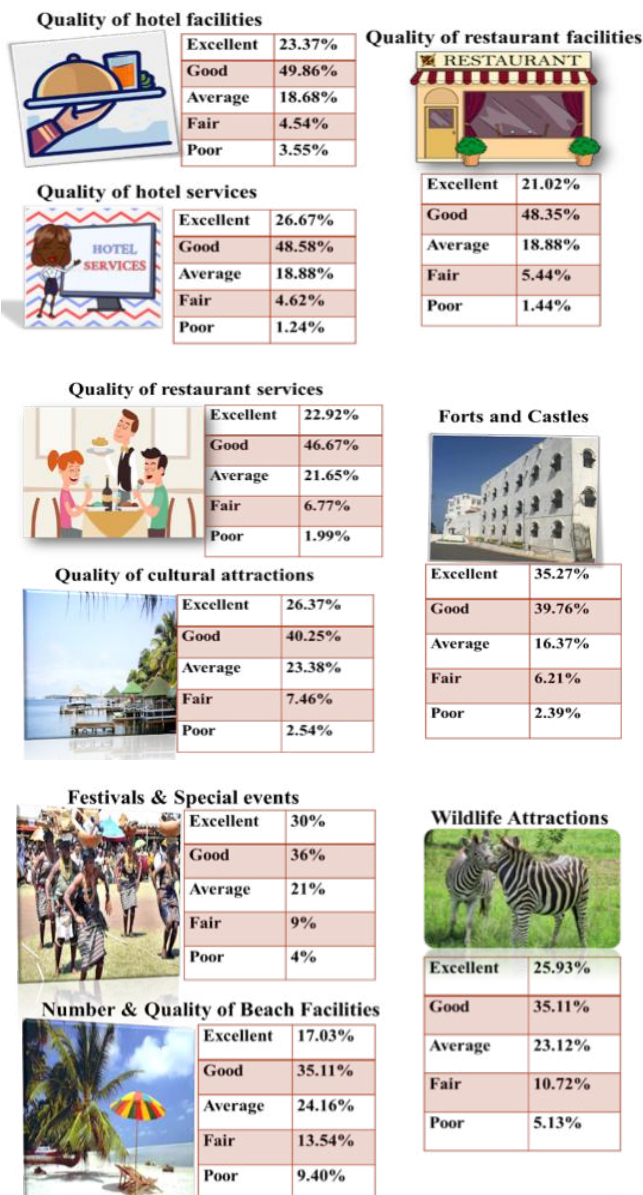 Quality of hotel facilities
Excellent 23.37%
Good 49.86%
Average 18.68%
Fair 4.54%
Poor 3.55%
Quality of restaurant facilities
RESTAURANT
Excellent 21.02%
Good 48.35%
Average 18.88%
Fair 5.44%
Poor 1.44%
Quality of hotel services
HOTEL
SERVICES
Excellent 26.67%
Good 48.58%
Average 18.88%
Fair 4.62%
Poor 1.24%
Quality of restaurant services
Excellent 22.92%
Good 46.67%
Average 21.65%
Fair 6.77%
Poor 1.99%
Forts and Castles
Excellent 35.27%
Good 39.76%
Average 16.37%
Fair 6.21%
Poor 2.39%
Quality of cultural attractions
Excellent 26.37%
Good 40.25%
Average 23.38%
Fair 7.46%
Poor 2.54%
Festivals & Special events
Excellent 30%
Good 36%
Average 21%
Fair 9%
Poor 4%
Wildlife Attractions
Excellent 25.93%
Good 35.11%
Average 23.12%
Fair 10.72%
Poor 5.13%
Number & Quality of Beach Facilities
Excellent 17.03%
Good 35.11%
Average 24.16%
Fair 13.54%
Poor 9.40%